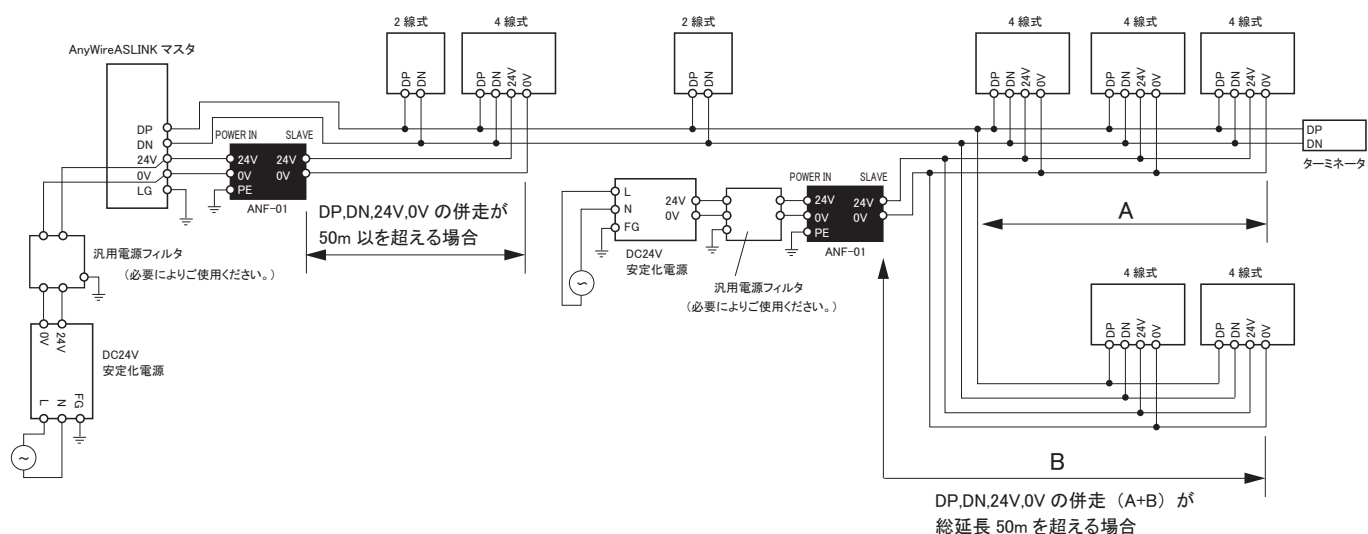 2 線式
4 線式
2 線式
4 線式
4 線式
4 線式
AnyWireASLINK マスタ
DP
DN
DP
DN
24V
0V
DP
DN
DP
DN
24V
0V
DP
DN
24V
0V
DP
DN
24V
0V
DP
DN
24V
0V
LG
POWER IN
SLAVE
24V
0V
PE
24V
0V
ANF-01
DP
DN
ターミネータ
DP,DN,24V,0V の併走が
50m 以を超える場合
L
N
FG
24V
0V
DC24V
安定化電源
POWER IN
SLAVE
24V
0V
PE
24V
0V
ANF-01
汎用電源フィルタ
(必要によりご使用ください。)
A
汎用電源フィルタ
(必要によりご使用ください。)
4 線式
4 線式
DP
DN
24V
0V
DP
DN
24V
0V
0V
24V
DC24V
安定化電源
L
N
FG
~
~
B
DP,DN,24V,0V の併走(A+B)が
総延長 50m を超える場合